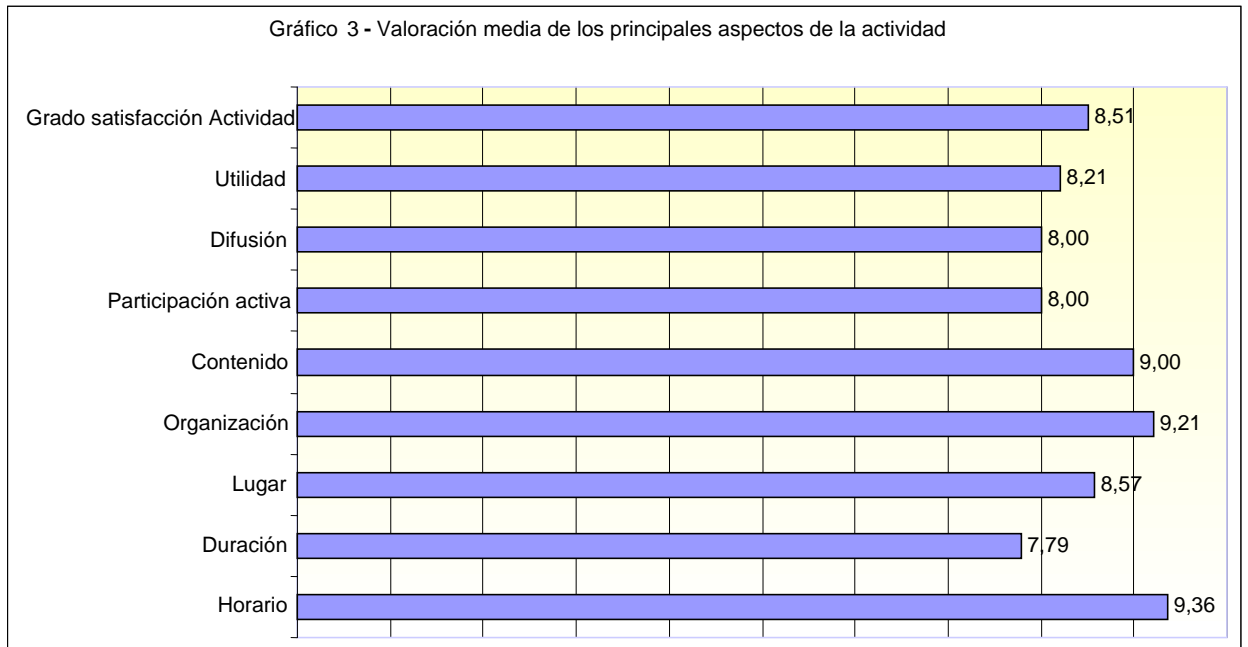 Gráfico 3 - Valoración media de los principales aspectos de la actividad
Grado satisfacción Actividad 8,51
Utilidad 8,21
Difusión 8,00
Participación activa 8,00
Contenido 9,00
Organización 9,21
Lugar 8,57
Duración 7,79
Horario 9,36